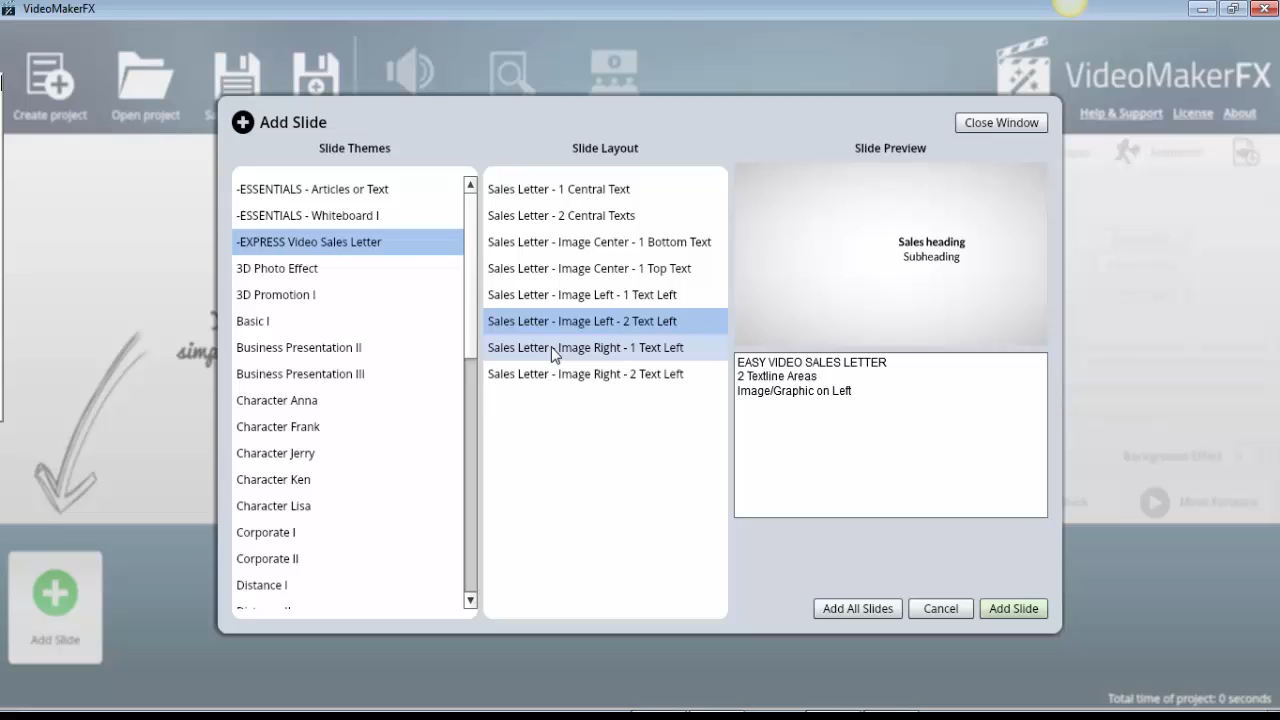 VideoMakerFX
VideoMakerFX
Create project
Open project
Help & Support License About
Add Slide
Close Window
Slide Themes
Slide Layout
Slide Preview
-ESSENTIALS - Articles or Text
-ESSENTIALS - Whiteboard I
-EXPRESS Video Sales Letter
3D Photo Effect
3D Promotion I
Basic I
Business Presentation II
Business Presentation III
Character Anna
Character Frank
Character Jerry
Character Ken
Character Lisa
Corporate I
Corporate II
Distance I
Sales Letter - 1 Central Text
Sales Letter - 2 Central Texts
Sales Letter - Image Center - 1 Bottom Text
Sales Letter - Image Center - 1 Top Text
Sales Letter - Image Left - 1 Text Left
Sales Letter - Image Left - 2 Text Left
Sales Letter - Image Right - 1 Text Left
Sales Letter - Image Right - 2 Text Left
Sales heading
Subheading
EASY VIDEO SALES LETTER
2 Textline Areas
Image/Graphic on Left
Background Effect
Add All Slides
Cancel
Add Slide
Add Slide
Total time of project: 0 seconds